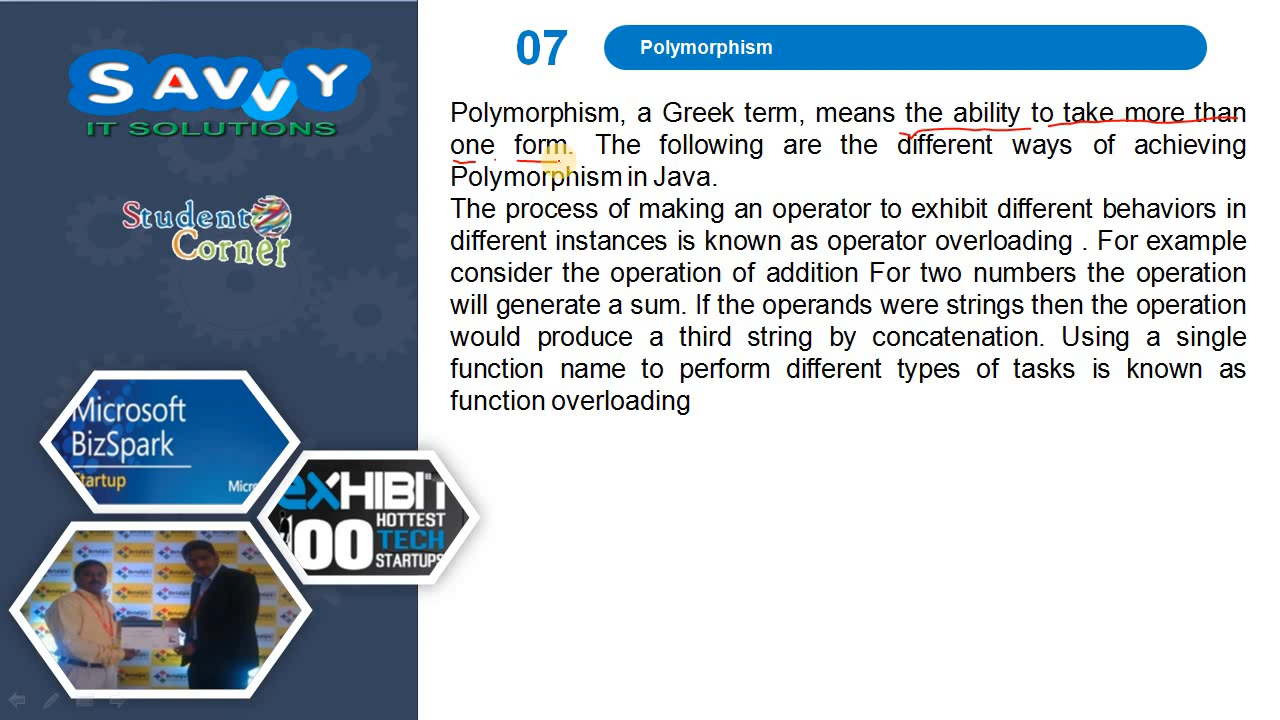 SAVVY
IT SOLUTIONS
Student
Corner
Microsoft
BizSpark
Startup
Micro
EXHIBIT
100
HOTTEST
TECH
STARTUPS
07
Polymorphism
Polymorphism, a Greek term, means the ability to take more than
one form. The following are the different ways of achieving
Polymorphism in Java.
The process of making an operator to exhibit different behaviors in
different instances is known as operator overloading . For example
consider the operation of addition For two numbers the operation
will generate a sum. If the operands were strings then the operation
would produce a third string by concatenation. Using a single
function name to perform different types of tasks is known as
function overloading